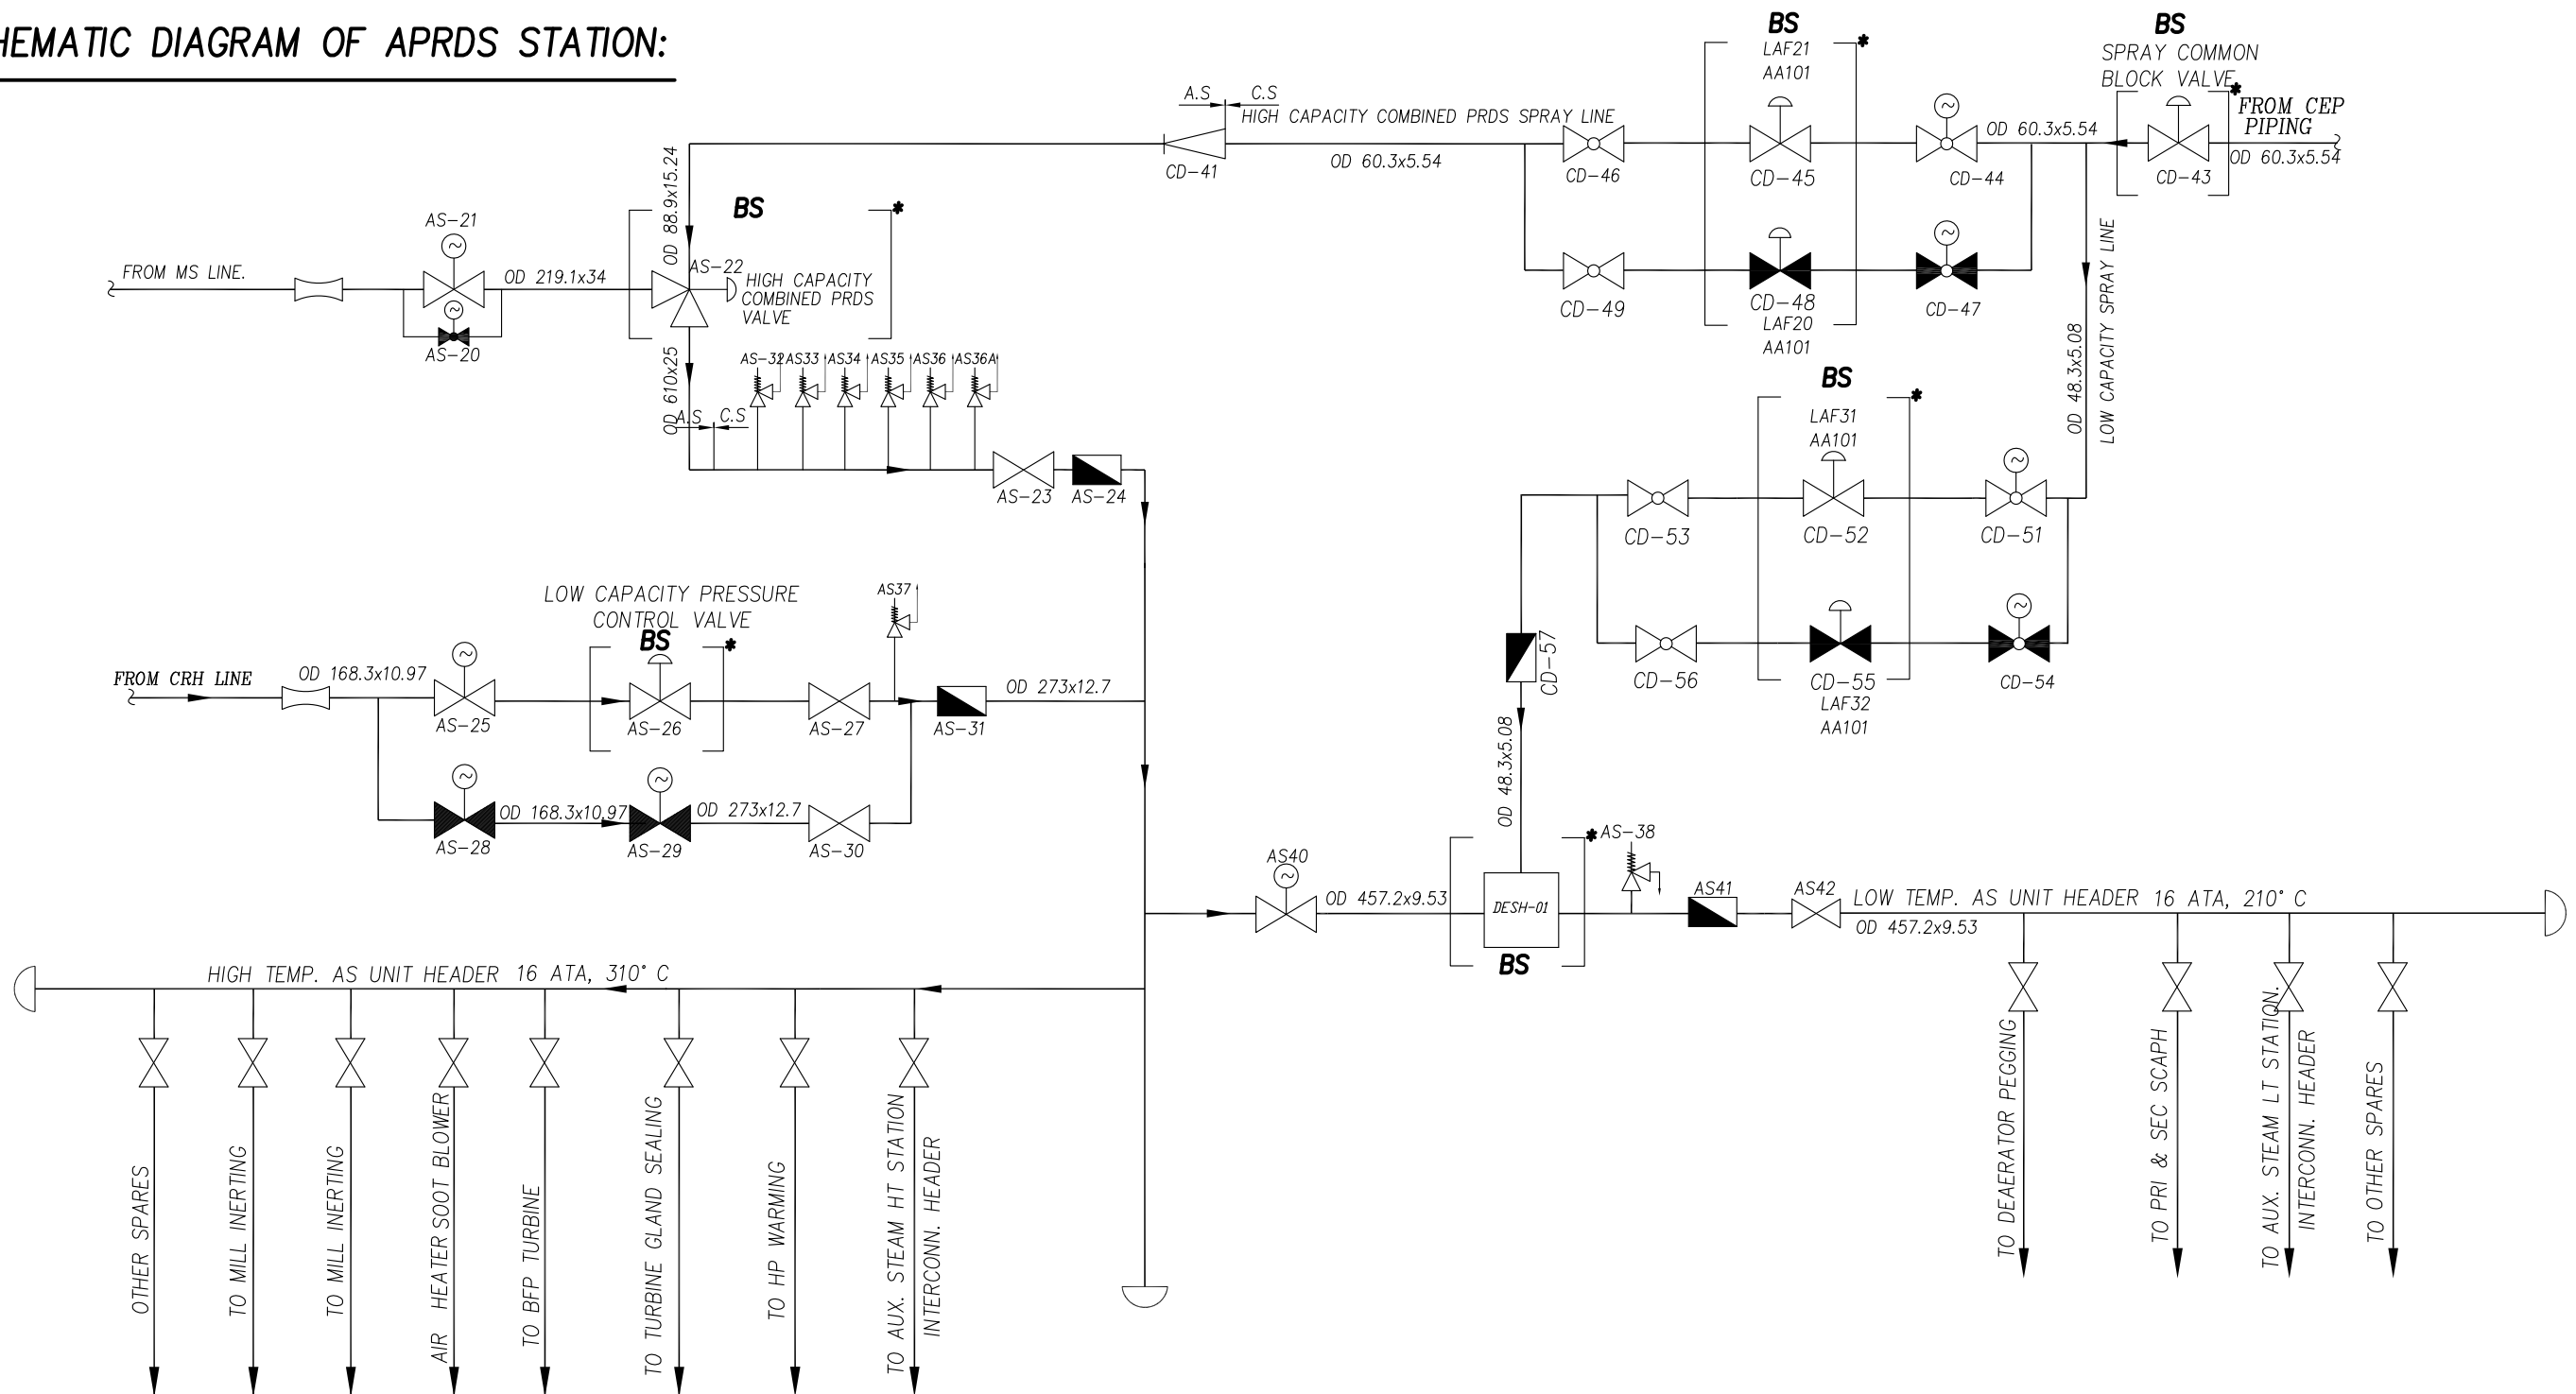 HEMATIC DIAGRAM OF APRDS STATION:
BS
LAF21
AA101
*
BS
SPRAY COMMON
BLOCK VALVE
*
FROM CEP
PIPING
OD 60.3x5.54
A.S
C.S
HIGH CAPACITY COMBINED PRDS SPRAY LINE
OD 60.3x5.54
OD 60.3x5.54
CD-41
CD-46
CD-45
CD-44
CD-43
OD 88.9x15.24
BS
*
AS-21
FROM MS LINE.
OD 219.1x34
AS-22
HIGH CAPACITY
COMBINED PRDS
VALVE
AS-20
CD-49
CD-48
CD-47
LAF20
AA101
LOW CAPACITY SPRAY LINE
OD 48.3x5.08
OD 610x25
AS-32
AS33
AS34
AS35
AS36
AS36A
A.S
C.S
AS-23
AS-24
BS
*
LAF31
AA101
CD-53
CD-52
CD-51
LOW CAPACITY PRESSURE
CONTROL VALVE
BS
*
AS37
FROM CRH LINE
OD 168.3x10.97
OD 273x12.7
AS-25
AS-26
AS-27
AS-31
CD-57
CD-56
CD-55
CD-54
LAF32
AA101
OD 168.3x10.97
OD 273x12.7
AS-28
AS-29
AS-30
OD 48.3x5.08
*
AS-38
AS40
OD 457.2x9.53
DESH-01
BS
AS41
AS42
LOW TEMP. AS UNIT HEADER 16 ATA, 210° C
OD 457.2x9.53
HIGH TEMP. AS UNIT HEADER 16 ATA, 310° C
OTHER SPARES
TO MILL INERTING
TO MILL INERTING
AIR HEATER SOOT BLOWER
TO BFP TURBINE
TO TURBINE GLAND SEALING
TO HP WARMING
TO AUX. STEAM HT STATION
INTERCONN. HEADER
TO DEAERATOR PEGGING
TO PRI & SEC SCAPH
TO AUX. STEAM LT STATION.
INTERCONN. HEADER
TO OTHER SPARES